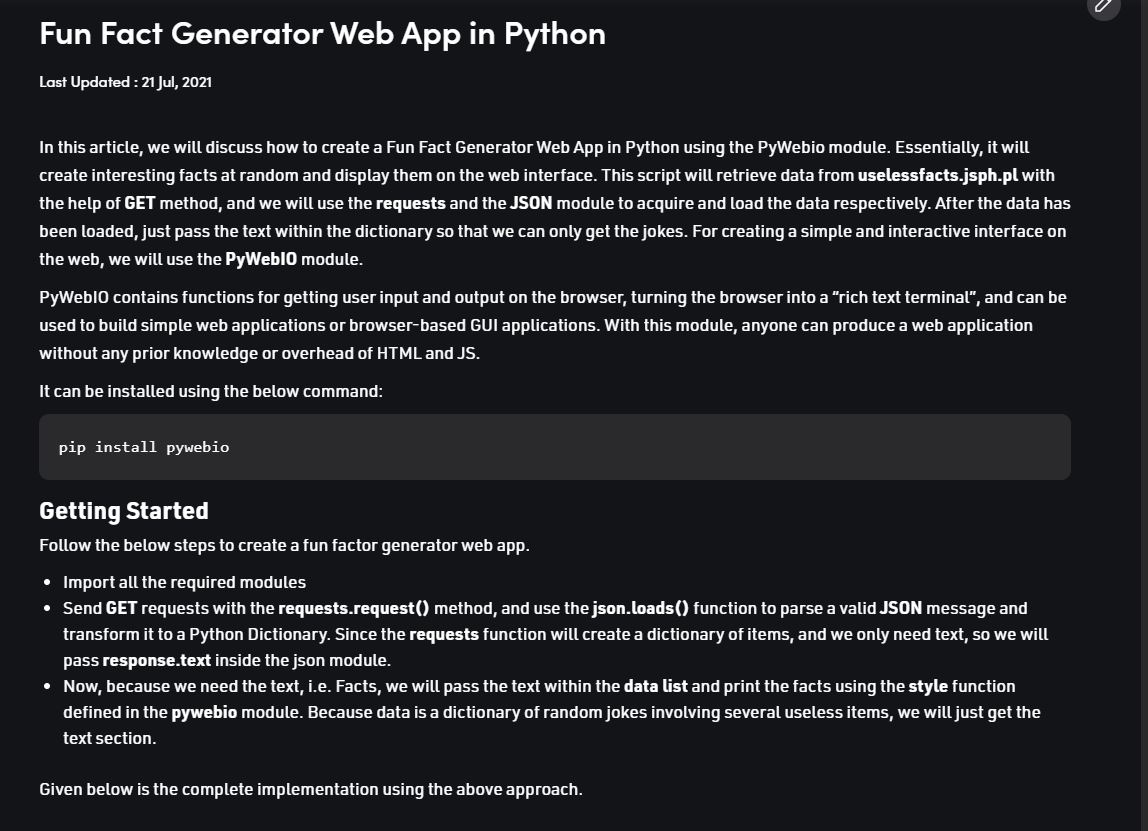 Fun Fact Generator Web App in Python
Last Updated : 21 Jul, 2021
In this article, we will discuss how to create a Fun Fact Generator Web App in Python using the PyWebio module. Essentially, it will
create interesting facts at random and display them on the web interface. This script will retrieve data from uselessfacts.jsph.pl with
the help of GET method, and we will use the requests and the JSON module to acquire and load the data respectively. After the data has
been loaded, just pass the text within the dictionary so that we can only get the jokes. For creating a simple and interactive interface on
the web, we will use the PyWebIO module.
PyWebIO contains functions for getting user input and output on the browser, turning the browser into a “rich text terminal”, and can be
used to build simple web applications or browser-based GUI applications. With this module, anyone can produce a web application
without any prior knowledge or overhead of HTML and JS.
It can be installed using the below command:
pip install pywebio
Getting Started
Follow the below steps to create a fun factor generator web app.
• Import all the required modules
• Send GET requests with the requests.request() method, and use the json.loads() function to parse a valid JSON message and
transform it to a Python Dictionary. Since the requests function will create a dictionary of items, and we only need text, so we will
pass response.text inside the json module.
• Now, because we need the text, i.e. Facts, we will pass the text within the data list and print the facts using the style function
defined in the pywebio module. Because data is a dictionary of random jokes involving several useless items, we will just get the
text section.
Given below is the complete implementation using the above approach.